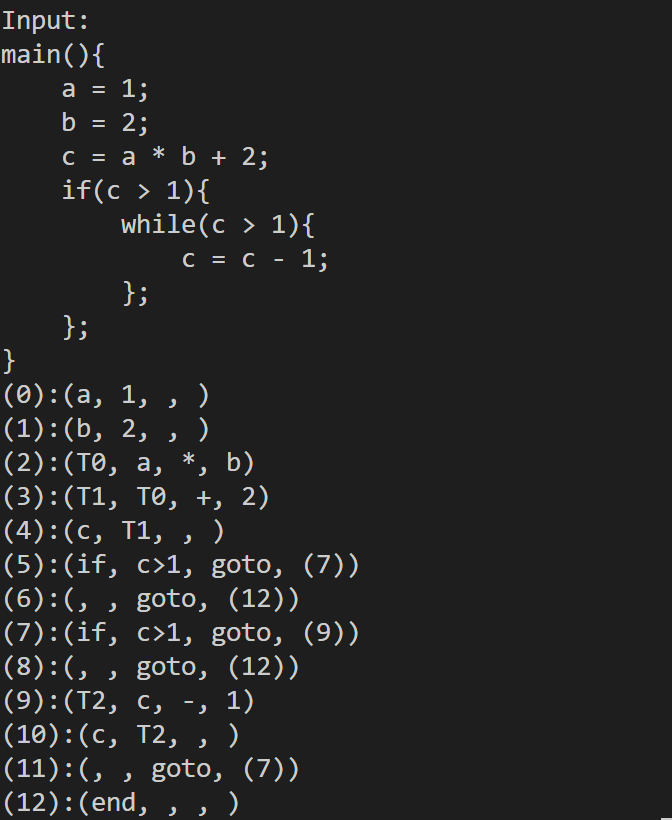 Input:
main(){
    a = 1;
    b = 2;
    c = a * b + 2;
    if(c > 1){
        while(c > 1){
            c = c - 1;
        };
    };
}
(0):(a, 1, , )
(1):(b, 2, , )
(2):(T0, a, *, b)
(3):(T1, T0, +, 2)
(4):(c, T1, , )
(5):(if, c>1, goto, (7))
(6):(, , goto, (12))
(7):(if, c>1, goto, (9))
(8):(, , goto, (12))
(9):(T2, c, -, 1)
(10):(c, T2, , )
(11):(, , goto, (7))
(12):(end, , , )